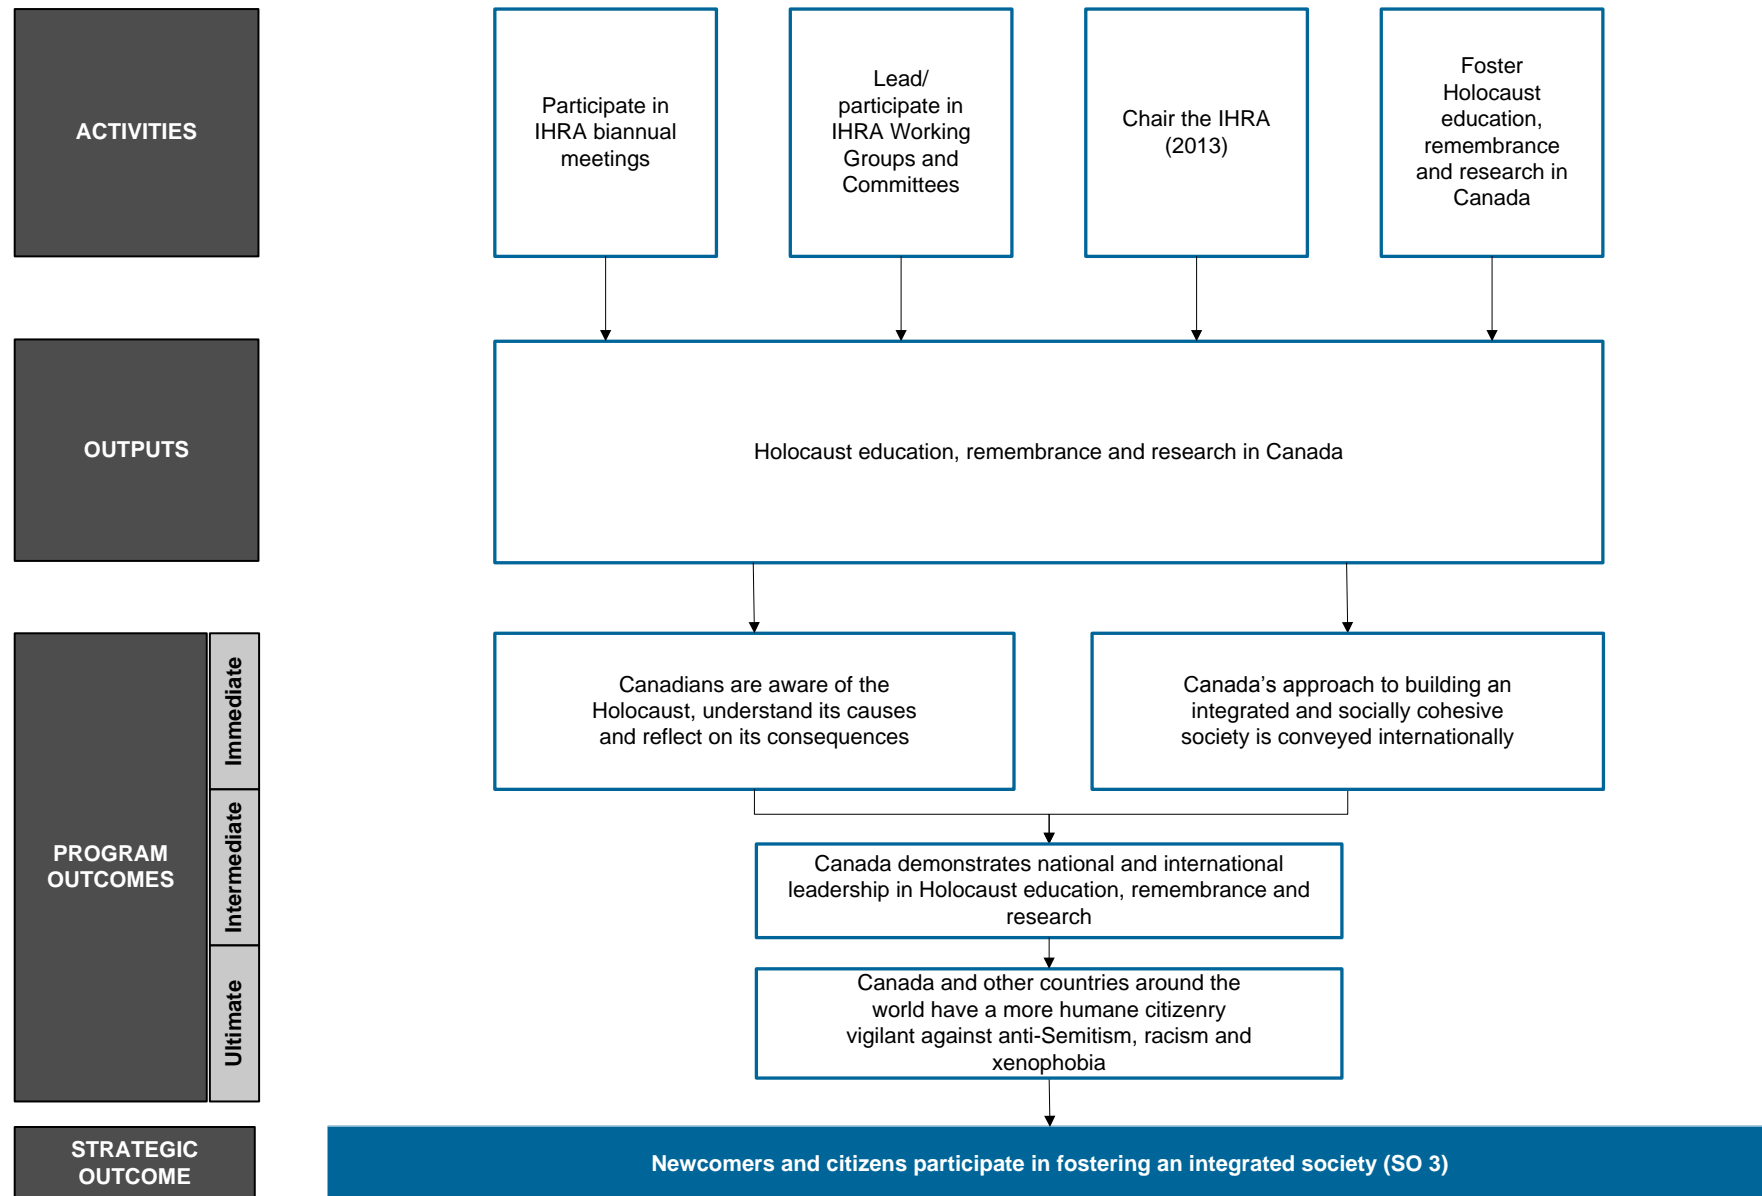 ACTIVITIES
Participate in
IHRA biannual
meetings
Lead/
participate in
IHRA Working
Groups and
Committees
Chair the IHRA
(2013)
Foster
Holocaust
education,
remembrance
and research in
Canada
OUTPUTS
Holocaust education, remembrance and research in Canada
PROGRAM
OUTCOMES
Immediate
Canadians are aware of the
Holocaust, understand its causes
and reflect on its consequences
Canada’s approach to building an
integrated and socially cohesive
society is conveyed internationally
Intermediate
Canada demonstrates national and international
leadership in Holocaust education, remembrance and
research
Ultimate
Canada and other countries around the
world have a more humane citizenry
vigilant against anti-Semitism, racism and
xenophobia
STRATEGIC
OUTCOME
Newcomers and citizens participate in fostering an integrated society (SO 3)